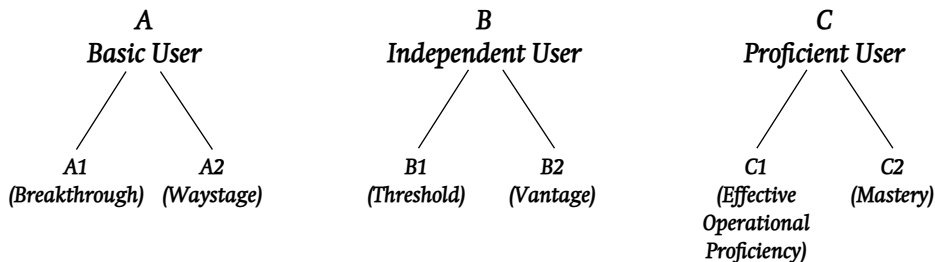 A
Basic User
B
Independent User
C
Proficient User
A1
(Breakthrough)
A2
(Waystage)
B1
(Threshold)
B2
(Vantage)
C1
(Effective
Operational
Proficiency)
C2
(Mastery)